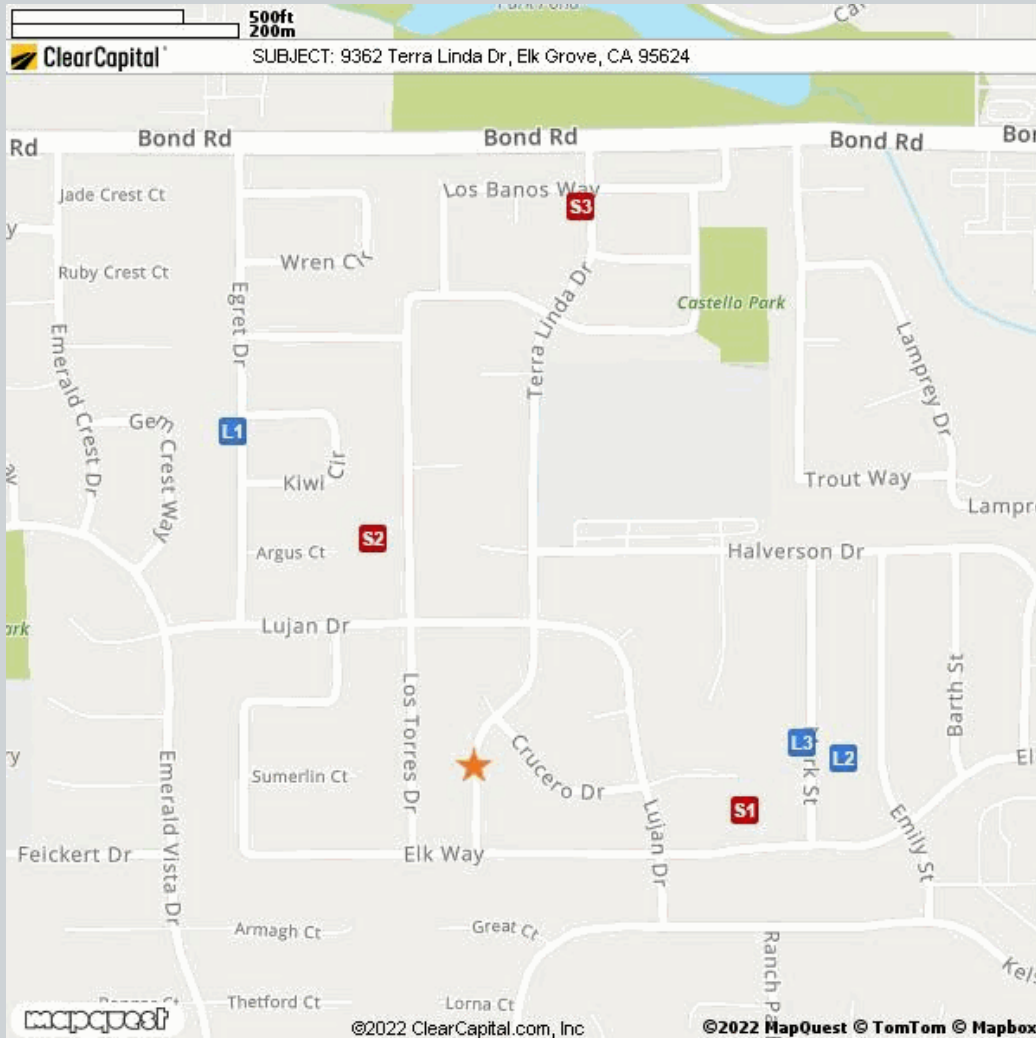 500ft
200m
ClearCapital
SUBJECT: 9362 Terra Linda Dr, Elk Grove, CA 95624
Rd
Bond Rd
Bond Rd
Bond Rd
Jade Crest Ct
Los Banos Way
S3
Ruby Crest Ct
Wren Cir
Egret Dr
Terra Linda Dr
Castello Park
Emerald Crest Dr
Lamprey Dr
Gem Crest Way
L1
Kiwi Cir
Trout Way
S2
Argus Ct
Halverson Dr
Lujan Dr
Los Torres Dr
Barth St
Crucero Dr
L3
L2
Sumerlin Ct
S1
Emerald Vista Dr
Lujan Dr
Emily St
Feickert Dr
Elk Way
Armagh Ct
Great Ct
Thetford Ct
Lorna Ct
mapquest
©2022 ClearCapital.com, Inc
©2022 MapQuest © TomTom © Mapbox